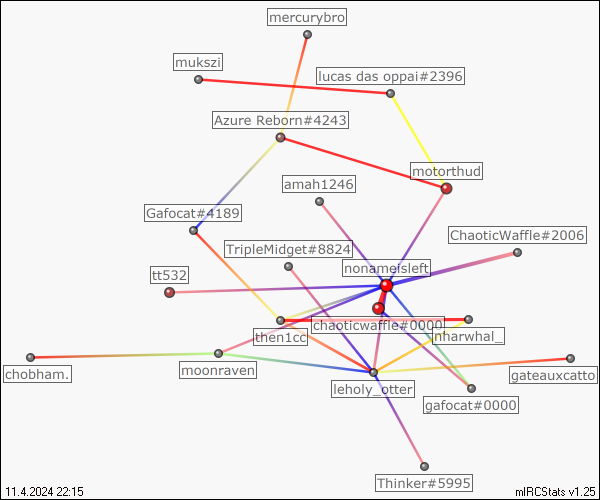 mercurybro
mukszi
lucas das oppai#2396
Azure Reborn#4243
motorthud
amah1246
Gafocat#4189
ChaoticWaffle#2006
TripleMidget#8824
nonameisleft
tt532
chaoticwaffle#0000
then1cc
nharwhal_
chobham.
moonraven
gateauxcatto
leholy_otter
gafocat#0000
Thinker#5995
11.4.2024 22:15
mIRCStats v1.25